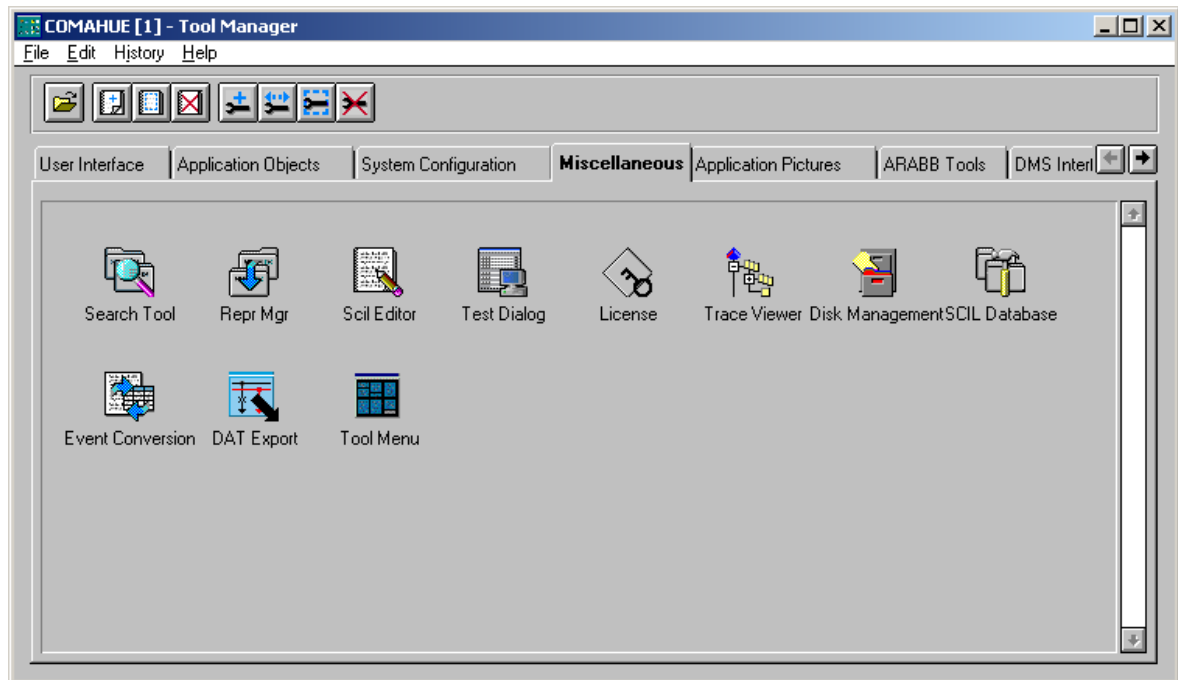 COMAHUE [1] - Tool Manager
File Edit History Help
User Interface Application Objects System Configuration Miscellaneous Application Pictures ARABB Tools DMS Interl
Search Tool Repr Mgr Scil Editor Test Dialog License Trace Viewer Disk Management SCIL Database
Event Conversion DAT Export Tool Menu